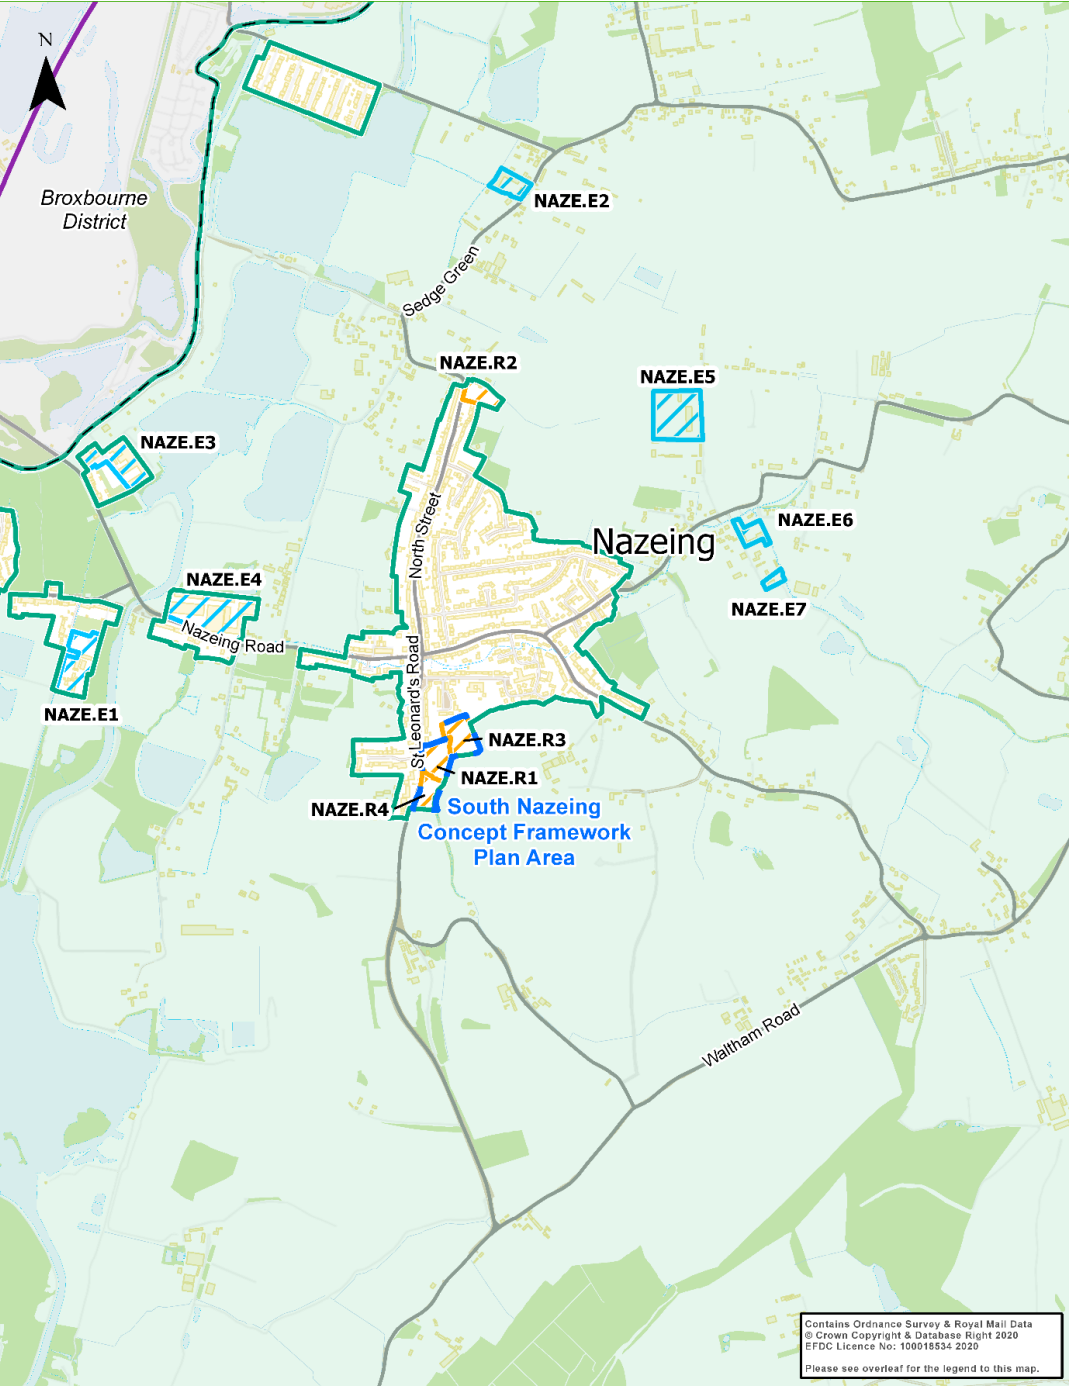 N
Broxbourne
District
NAZE.E2
Sedge Green
NAZE.R2
NAZE.E5
NAZE.E3
North Street
NAZE.E6
Nazeing
NAZE.E4
NAZE.E7
Nazeing Road
St Leonard's Road
NAZE.E1
NAZE.R3
NAZE.R1
NAZE.R4
South Nazeing
Concept Framework
Plan Area
Waltham Road
Contains Ordnance Survey & Royal Mail Data
© Crown Copyright & Database Right 2020
EFDC Licence No: 100018534 2020
Please see overleaf for the legend to this map.